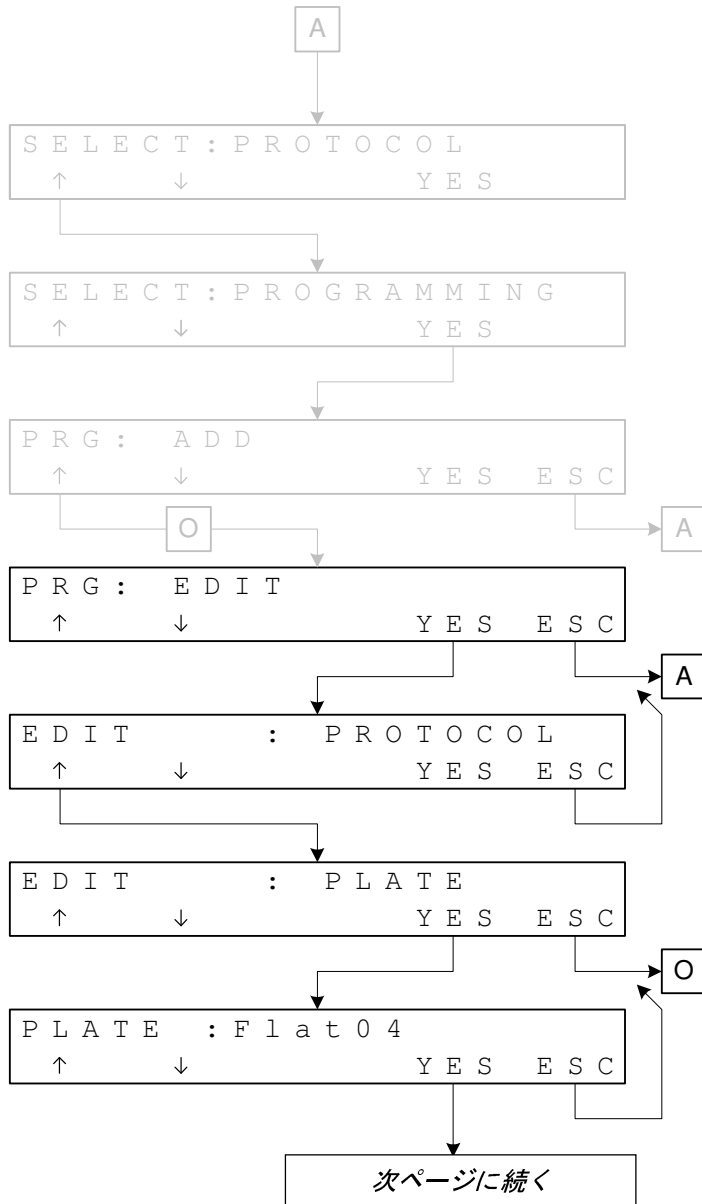 A
SELECT:PROTOCOL
↑ ↓ YES
SELECT:PROGRAMMING
↑ ↓ YES
PRG: ADD
↑ ↓ YES ESC
O
A
PRG: EDIT
↑ ↓ YES ESC
A
EDIT : PROTOCOL
↑ ↓ YES ESC
EDIT : PLATE
↑ ↓ YES ESC
O
PLATE :Flat04
↑ ↓ YES ESC
次ページに続く